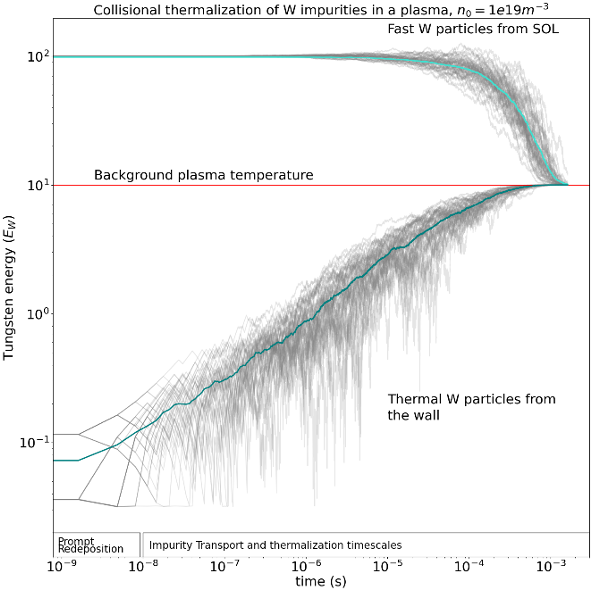 Collisional thermalization of W impurities in a plasma, n₀ = 1e19m⁻³
Fast W particles from SOL
10²
Background plasma temperature
10¹
Tungsten energy (E_W)
10⁰
Thermal W particles from
the wall
10⁻¹
Prompt
Redeposition
Impurity Transport and thermalization timescales
10⁻⁹ 10⁻⁸ 10⁻⁷ 10⁻⁶ 10⁻⁵ 10⁻⁴ 10⁻³
time (s)